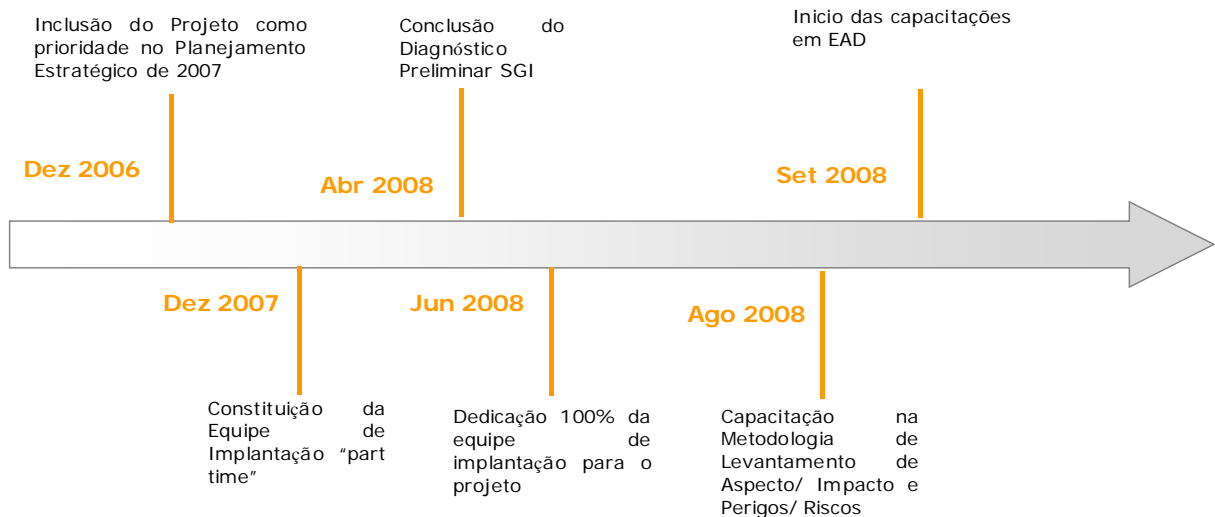 Inclusão do Projeto como
prioridade no Planejamento
Estratégico de 2007
Dez 2006
Conclusão do
Diagnóstico
Preliminar SGI
Abr 2008
Inicio das capacitações
em EAD
Set 2008
Dez 2007
Constituição da
Equipe de
Implantação "part
time"
Jun 2008
Dedicação 100% da
equipe de
implantação para o
projeto
Ago 2008
Capacitação na
Metodologia de
Levantamento de
Aspecto/ Impacto e
Perigos/ Riscos